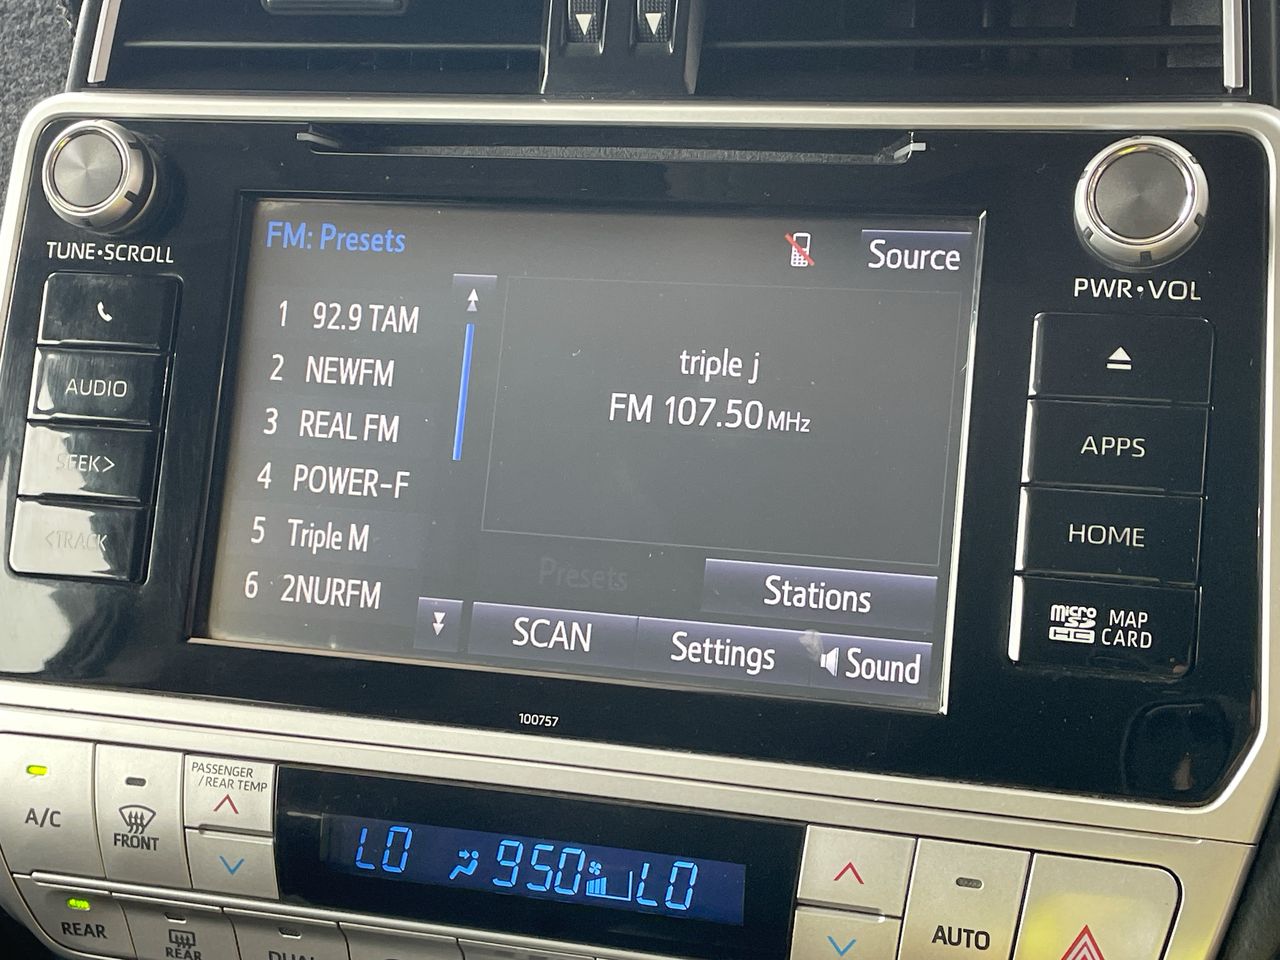 TUNE•SCROLL
AUDIO
SEEK>
<TRACK
FM: Presets
Source
1 92.9 TAM
2 NEWFM
3 REAL FM
4 POWER-F
5 Triple M
6 2NURFM
triple j
FM 107.50 MHz
Presets
Stations
SCAN
Settings
Sound
PWR•VOL
APPS
HOME
micro SD HC
MAP CARD
100757
A/C
FRONT
PASSENGER
/REAR TEMP
LO 950 LO
AUTO
REAR
REAR
DUAL